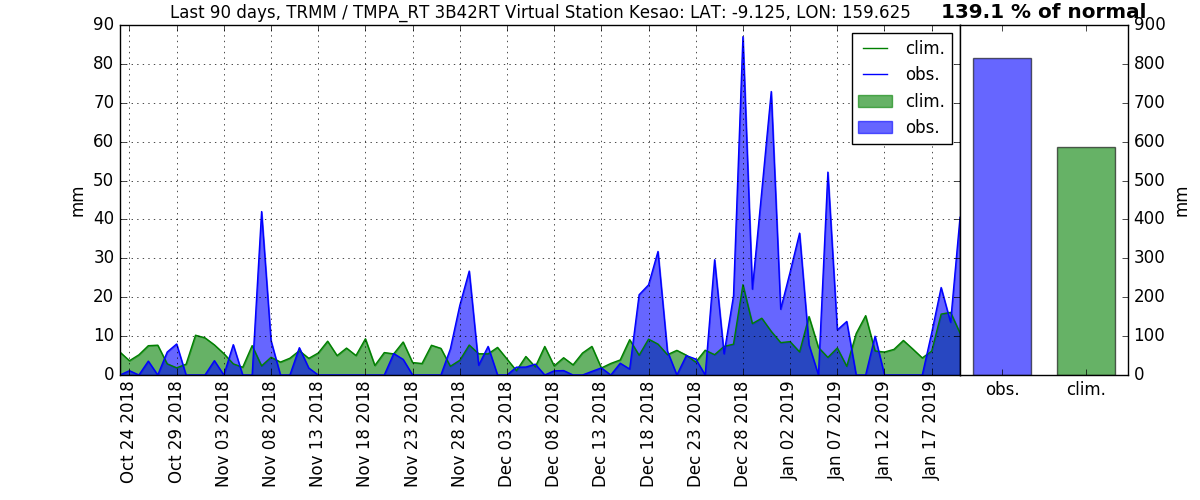 Last 90 days, TRMM / TMPA_RT 3B42RT Virtual Station Kesao: LAT: -9.125, LON: 159.625
139.1 % of normal
90
80
70
60
50
40
30
20
10
0
mm
clim.
obs.
clim.
obs.
900
800
700
600
500
400
300
200
100
0
mm
Oct 24 2018
Oct 29 2018
Nov 03 2018
Nov 08 2018
Nov 13 2018
Nov 18 2018
Nov 23 2018
Nov 28 2018
Dec 03 2018
Dec 08 2018
Dec 13 2018
Dec 18 2018
Dec 23 2018
Dec 28 2018
Jan 02 2019
Jan 07 2019
Jan 12 2019
Jan 17 2019
obs.
clim.